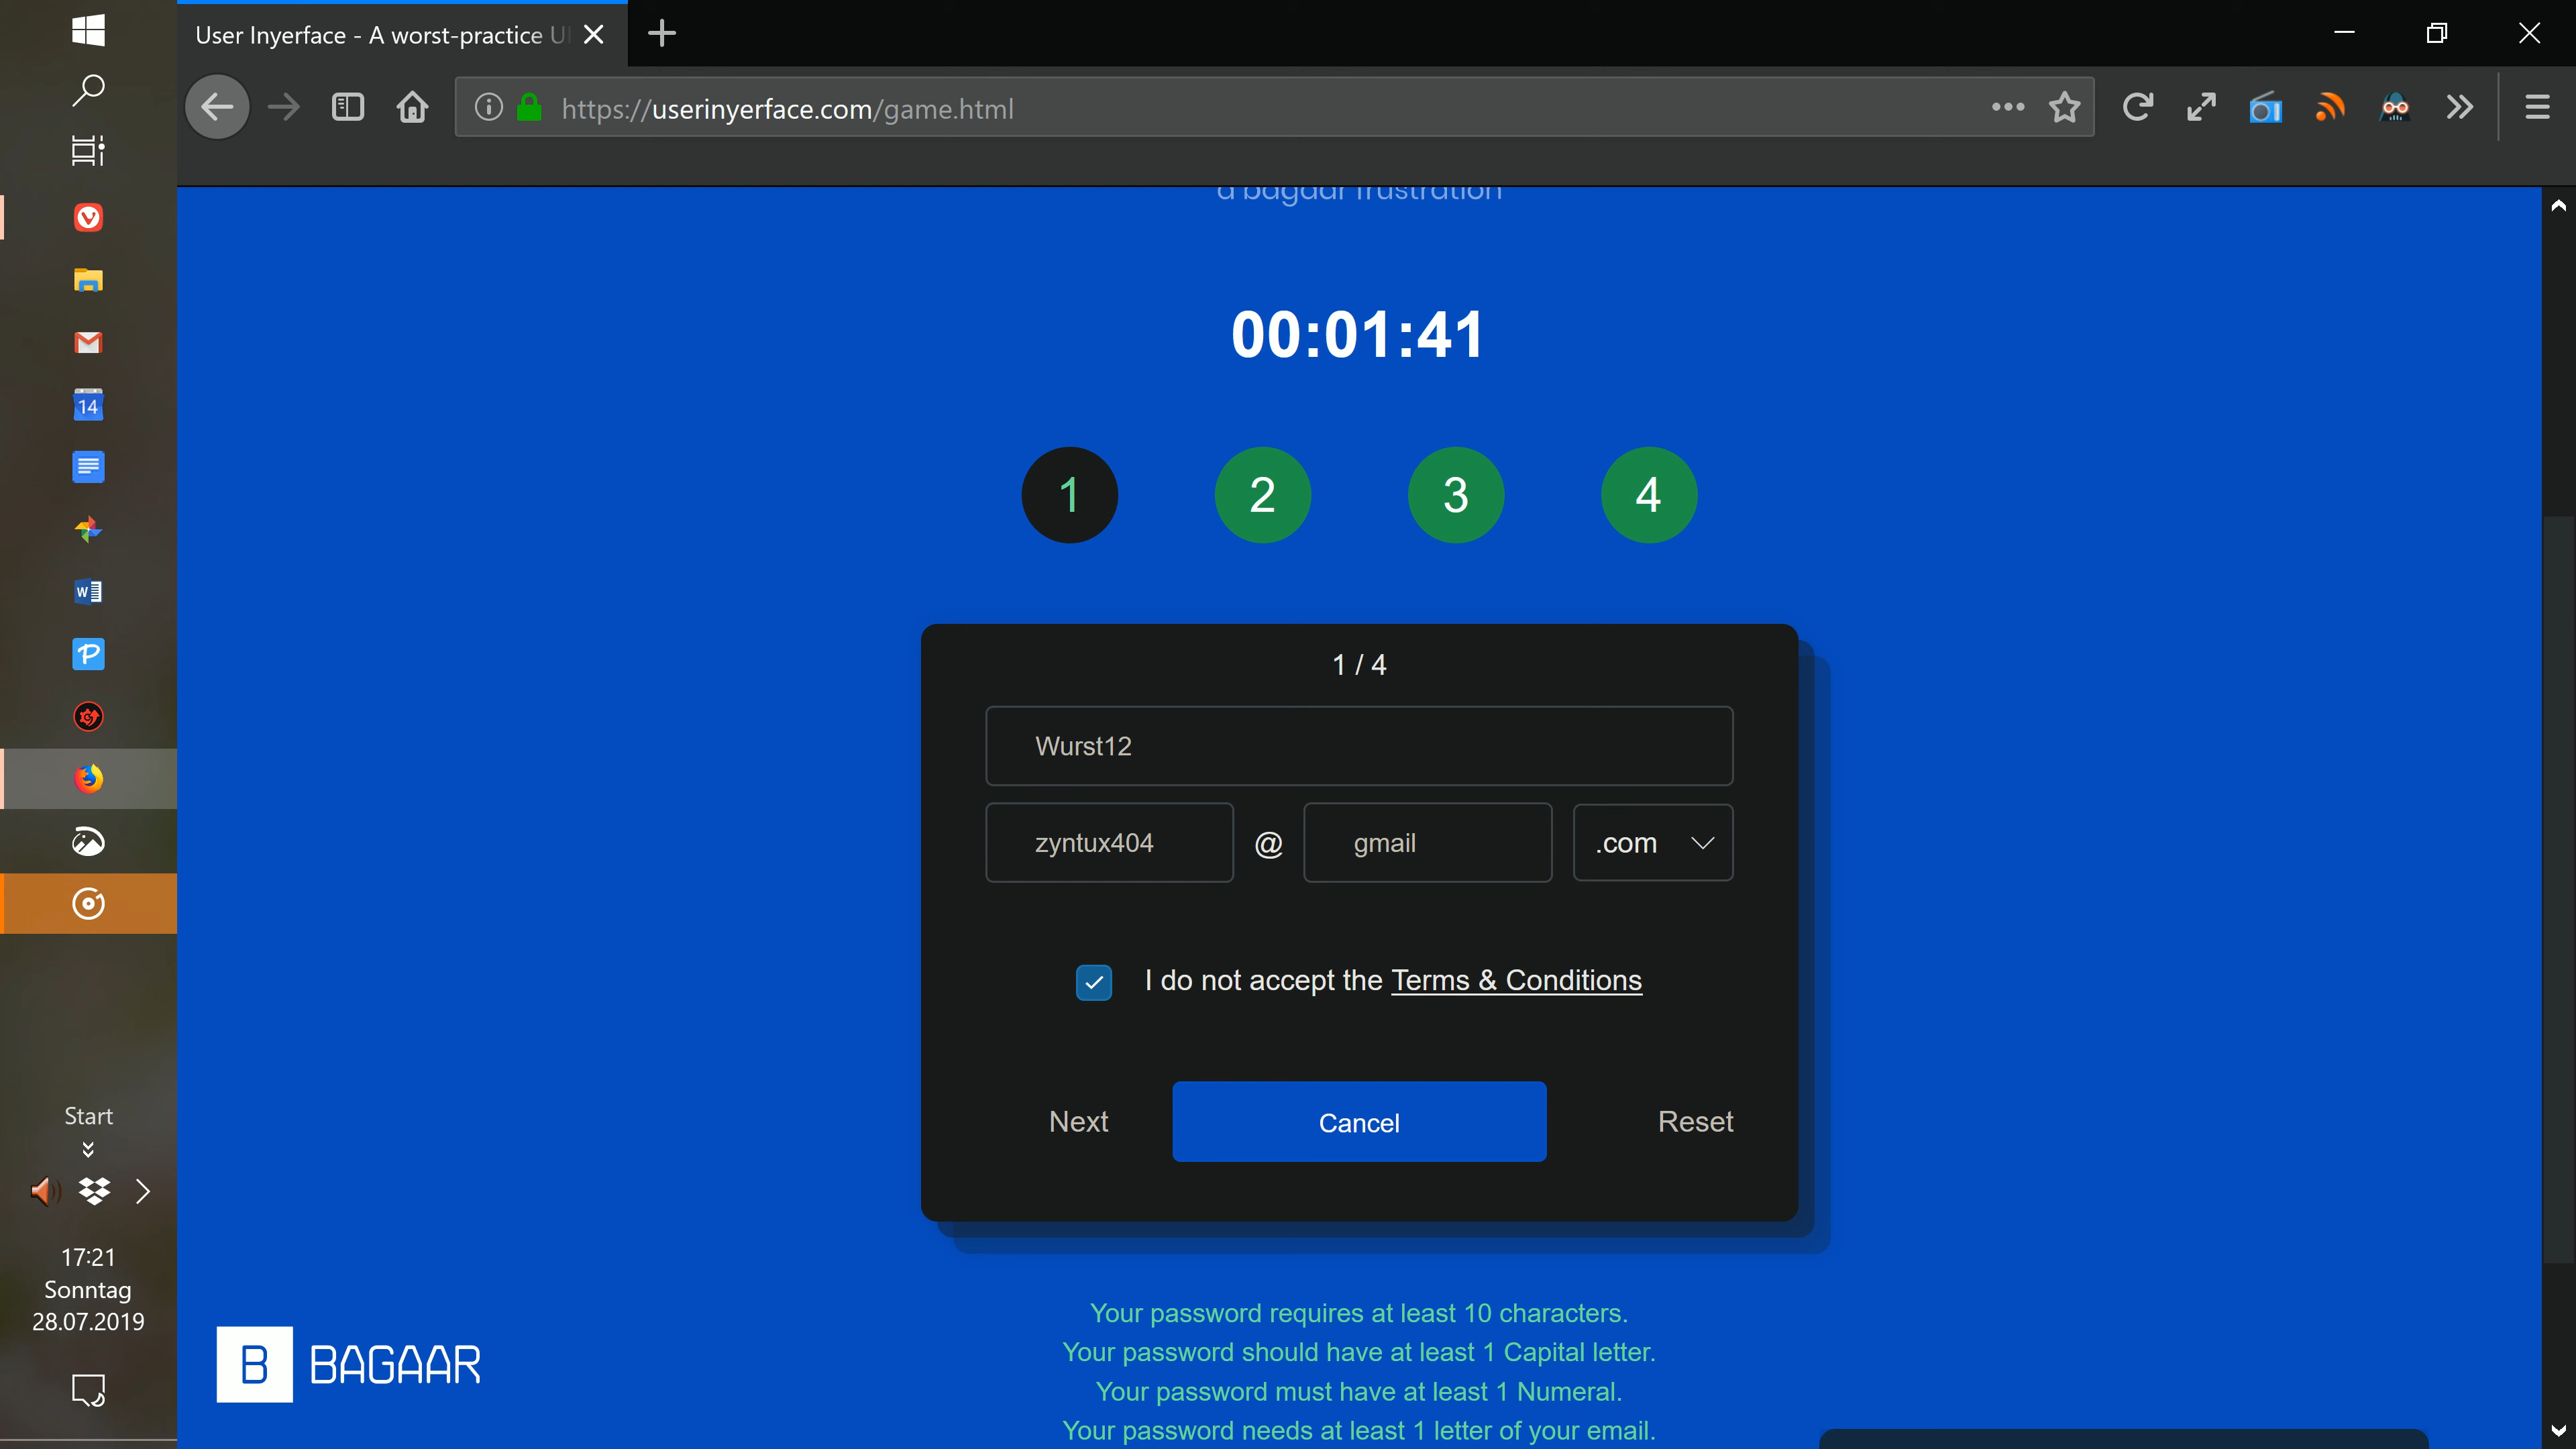 User Inyerface - A worst-practice UI
https://userinyerface.com/game.html
a bagaar frustration
00:01:41
1 2 3 4
1 / 4
Wurst12
zyntux404 @ gmail .com
I do not accept the Terms & Conditions
Next Cancel Reset
Your password requires at least 10 characters.
Your password should have at least 1 Capital letter.
Your password must have at least 1 Numeral.
Your password needs at least 1 letter of your email.
B BAGAAR
14
W
P
Start
17:21
Sonntag
28.07.2019